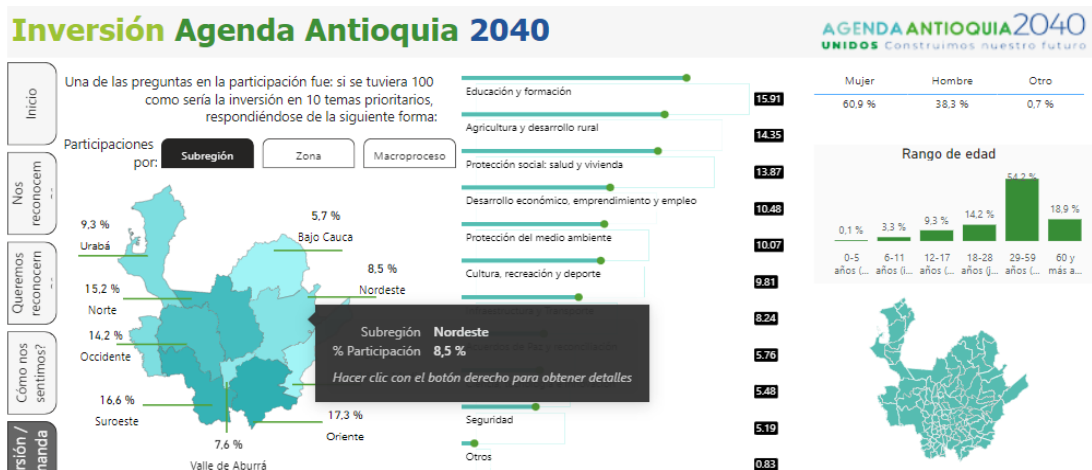 Inversión Agenda Antioquia 2040
AGENDA ANTIOQUIA 2040
UNIDOS Construimos nuestro futuro
Inicio
Nos
reconocem
...
Queremos
reconocern
...
Cómo nos
sentimos?
rsión /
manda
Una de las preguntas en la participación fue: si se tuviera 100
como sería la inversión en 10 temas prioritarios,
respondiéndose de la siguiente forma:
Participaciones
por:
Subregión
Zona
Macroproceso
9,3 %
Urabá
5,7 %
Bajo Cauca
8,5 %
Nordeste
15,2 %
Norte
14,2 %
Occidente
16,6 %
Suroeste
7,6 %
Valle de Aburrá
17,3 %
Oriente
Subregión Nordeste
% Participación 8,5 %
Hacer clic con el botón derecho para obtener detalles
Educación y formación
15.91
Agricultura y desarrollo rural
14.35
Protección social: salud y vivienda
13.87
Desarrollo económico, emprendimiento y empleo
10.48
Protección del medio ambiente
10.07
Cultura, recreación y deporte
9.81
8.24
5.76
5.48
Seguridad
5.19
Otros
0.83
Mujer Hombre Otro
60,9 % 38,3 % 0,7 %
Rango de edad
0,1 % 3,3 % 9,3 % 14,2 % 54,2 % 18,9 %
0-5 6-11 12-17 18-28 29-59 60 y
años (... años (i... años (... años (j... años (... más a...